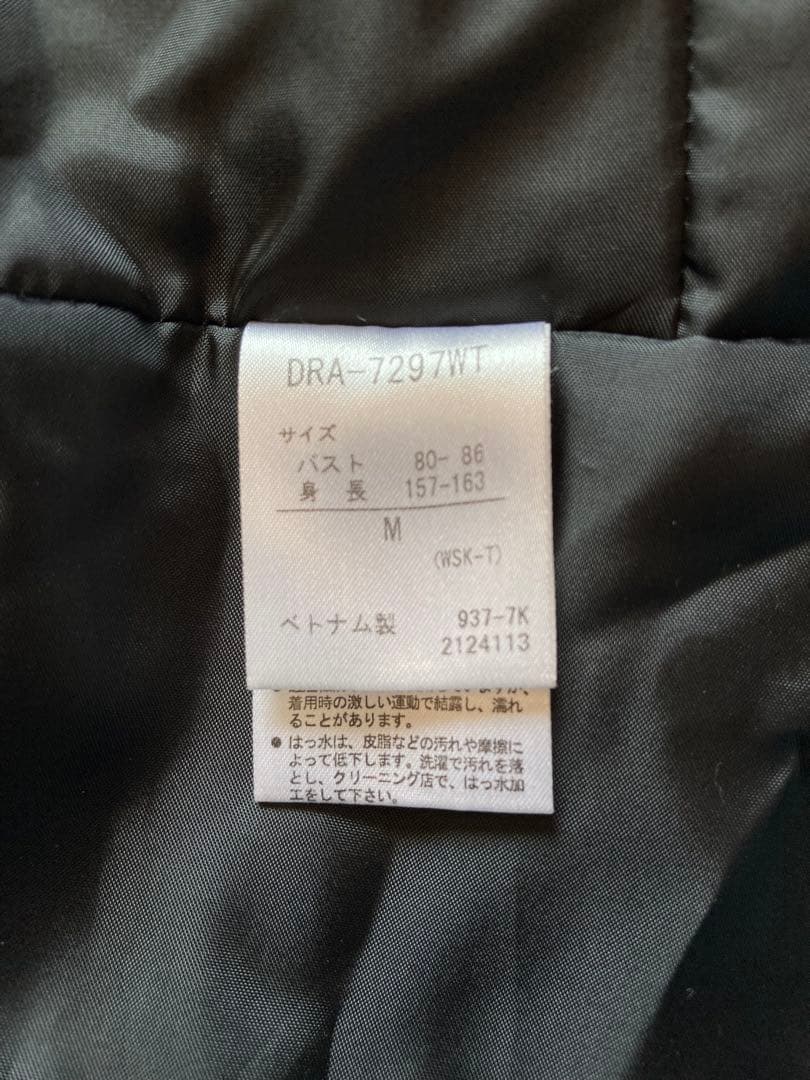 DRA-7297WT
サイズ
バスト 80- 86
身 長 157-163
M
(WSK-T)
ベトナム製 937-7K
2124113
着用時の激しい運動で結露し、濡れ
ることがあります。
● はっ水は、皮脂などの汚れや摩擦に
よって低下します。洗濯で汚れを落
とし、クリーニング店で、はっ水加
工をして下さい。